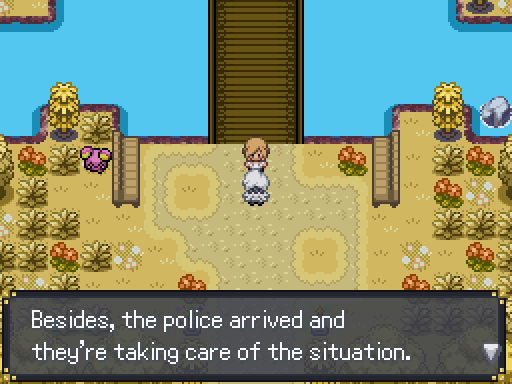 Besides, the police arrived and
they're taking care of the situation.